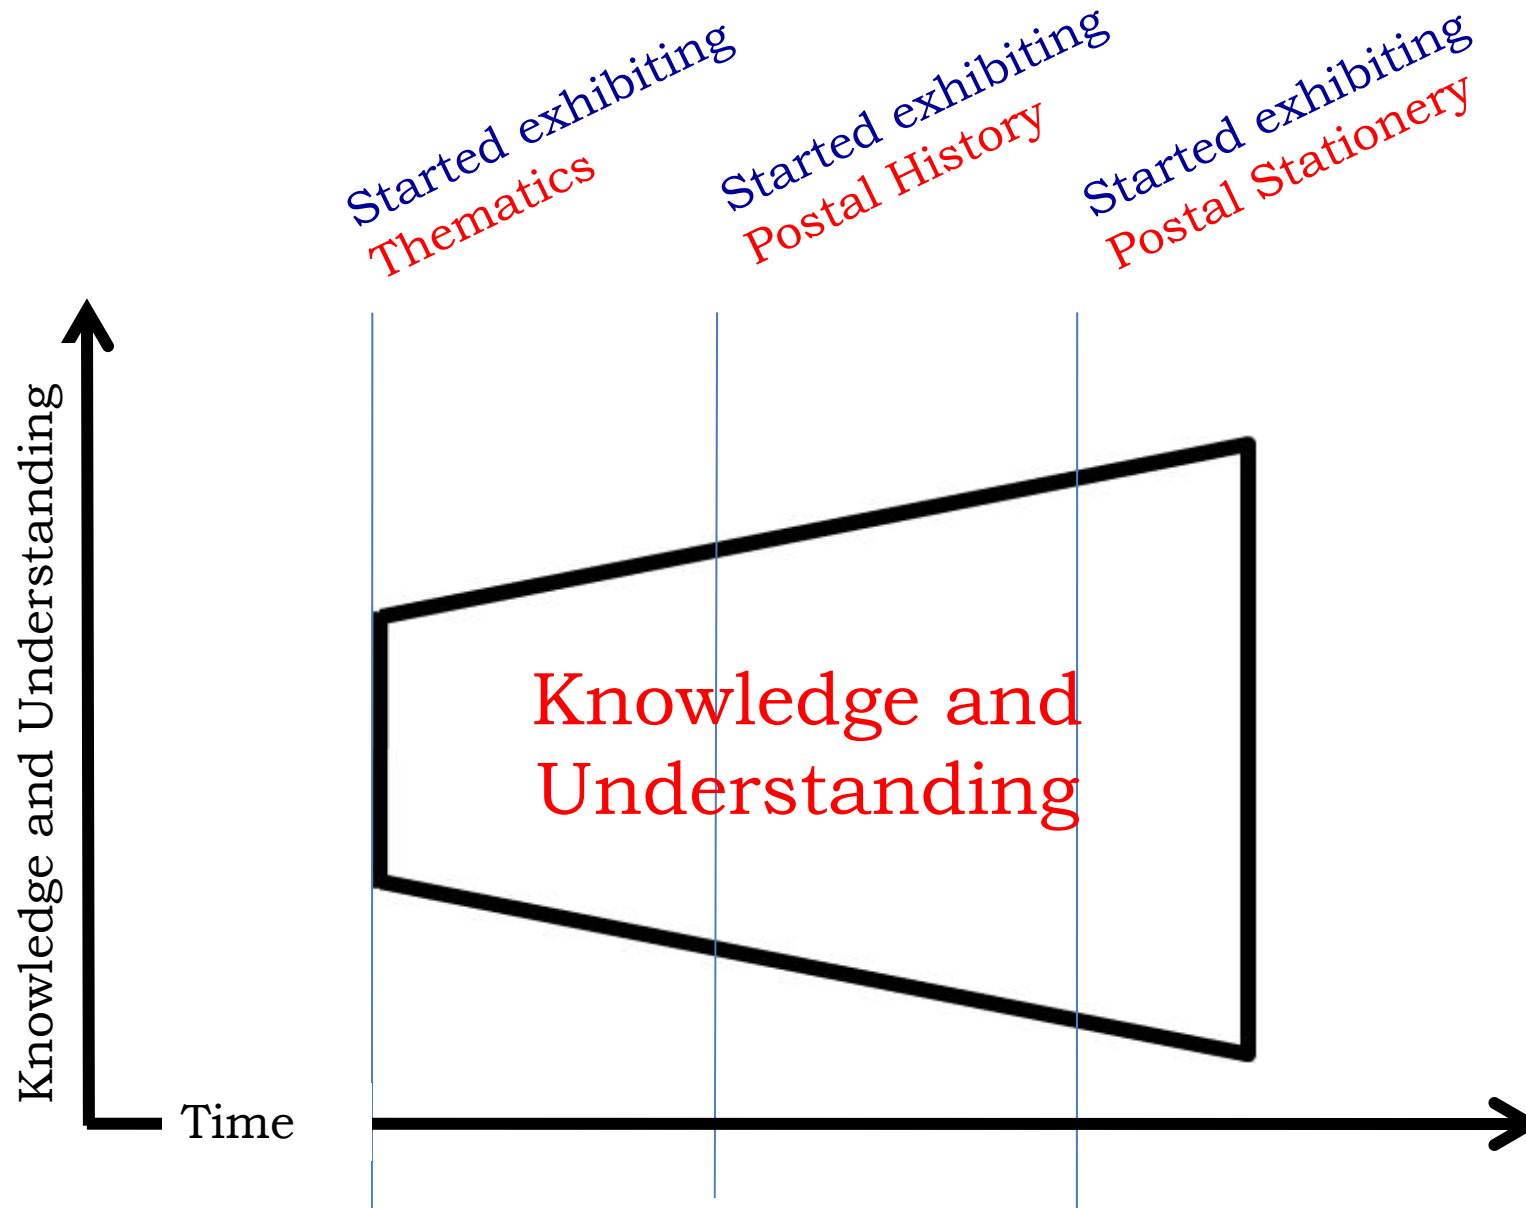 Started exhibiting
Thematics
Started exhibiting
Postal History
Started exhibiting
Postal Stationery
Knowledge and Understanding
Knowledge and
Understanding
Time